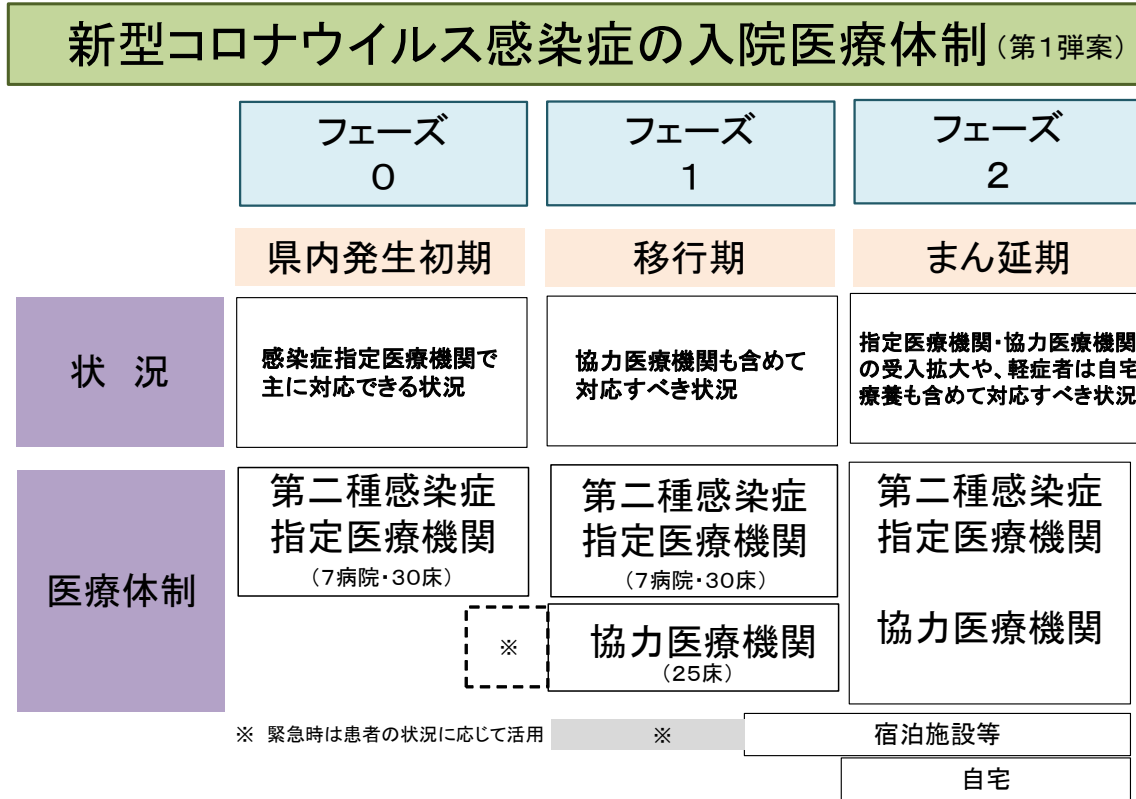 新型コロナウイルス感染症の入院医療体制（第1弾案）
フェーズ
0
フェーズ
1
フェーズ
2
県内発生初期
移行期
まん延期
状　況
感染症指定医療機関で
主に対応できる状況
協力医療機関も含めて
対応すべき状況
指定医療機関・協力医療機関
の受入拡大や、軽症者は自宅
療養も含めて対応すべき状況
医療体制
第二種感染症
指定医療機関
（7病院・30床）
第二種感染症
指定医療機関
（7病院・30床）
※
協力医療機関
（25床）
第二種感染症
指定医療機関
協力医療機関
※　緊急時は患者の状況に応じて活用
※
宿泊施設等
自宅